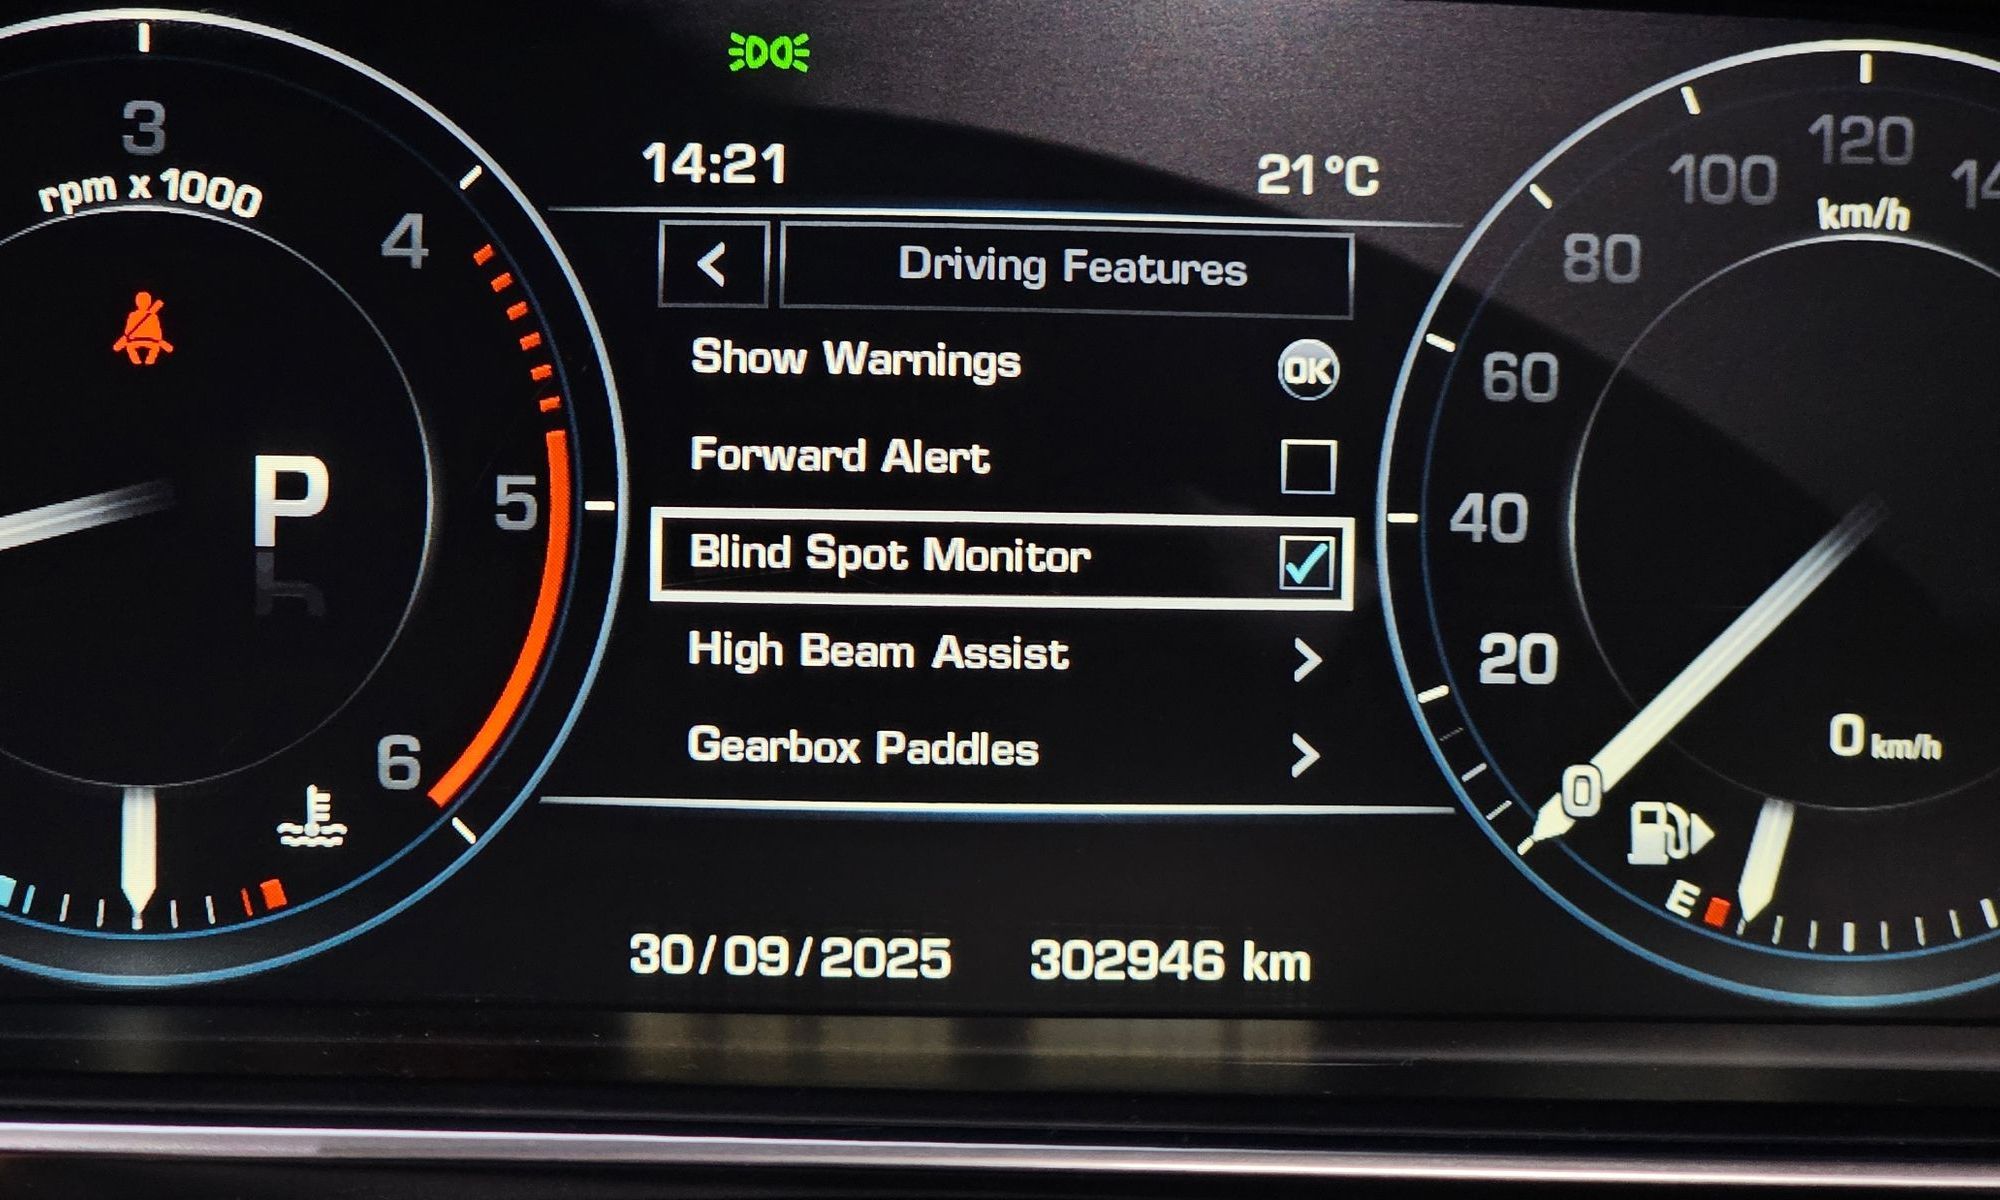 14:21
21°C
3
rpm x 1000
4
5
6
P
Driving Features
Show Warnings
OK
Forward Alert
Blind Spot Monitor
High Beam Assist
Gearbox Paddles
120
100
km/h
80
60
40
20
0
0 km/h
E
30/09/2025 302946 km